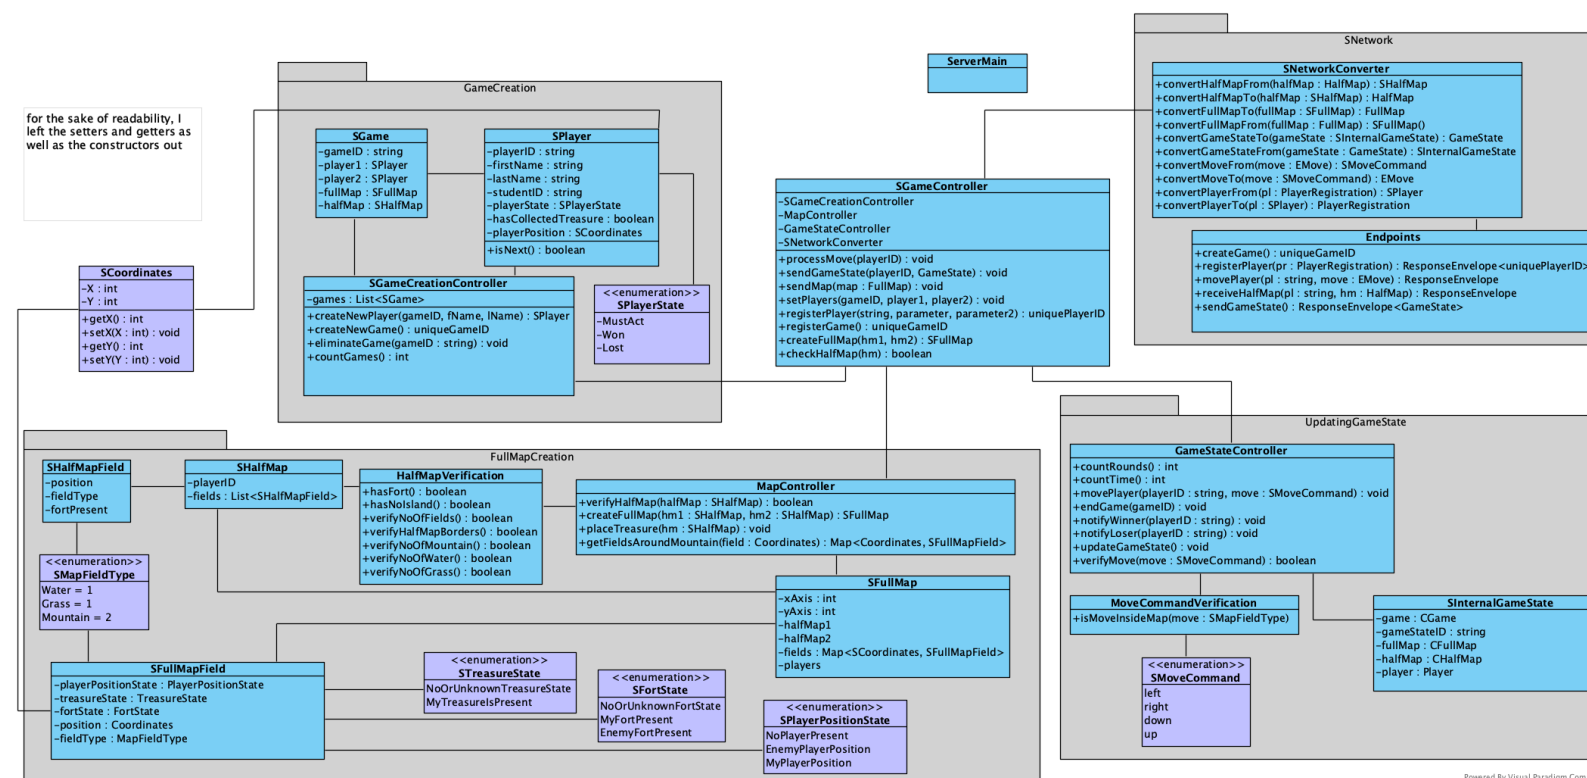 for the sake of readability, I
left the setters and getters as
well as the constructors out
GameCreation
SGame
-gameID : string
-player1 : SPlayer
-player2 : SPlayer
-fullMap : SFullMap
-halfMap : SHalfMap
SPlayer
-playerID : string
-firstName : string
-lastName : string
-studentID : string
-playerState : SPlayerState
-hasCollectedTreasure : boolean
-playerPosition : SCoordinates
+isNext() : boolean
SGameCreationController
-games : List<SGame>
+createNewPlayer(gameID, fName, lName) : SPlayer
+createNewGame() : uniqueGameID
+eliminateGame(gameID : string) : void
+countGames() : int
<<enumeration>>
SPlayerState
-MustAct
-Won
-Lost
SCoordinates
-X : int
-Y : int
+getX() : int
+setX(X : int) : void
+getY() : int
+setY(Y : int) : void
ServerMain
SGameController
-SGameCreationController
-MapController
-GameStateController
-SNetworkConverter
+processMove(playerID) : void
+sendGameState(playerID, GameState) : void
+sendMap(map : FullMap) : void
+setPlayers(gameID, player1, player2) : void
+registerPlayer(string, parameter, parameter2) : uniquePlayerID
+registerGame() : uniqueGameID
+createFullMap(hm1, hm2) : SFullMap
+checkHalfMap(hm) : boolean
SNetwork
SNetworkConverter
+convertHalfMapFrom(halfMap : HalfMap) : SHalfMap
+convertHalfMapTo(halfMap : SHalfMap) : HalfMap
+convertFullMapTo(fullMap : SFullMap) : FullMap
+convertFullMapFrom(fullMap : FullMap) : SFullMap()
+convertGameStateTo(gameState : SInternalGameState) : GameState
+convertGameStateFrom(gameState : GameState) : SInternalGameState
+convertMoveFrom(move : EMove) : SMoveCommand
+convertMoveTo(move : SMoveCommand) : EMove
+convertPlayerFrom(pl : PlayerRegistration) : SPlayer
+convertPlayerTo(pl : SPlayer) : PlayerRegistration
Endpoints
+createGame() : uniqueGameID
+registerPlayer(pr : PlayerRegistration) : ResponseEnvelope<uniquePlayerID>
+movePlayer(pl : string, move : EMove) : ResponseEnvelope
+receiveHalfMap(pl : string, hm : HalfMap) : ResponseEnvelope
+sendGameState() : ResponseEnvelope<GameState>
FullMapCreation
SHalfMapField
-position
-fieldType
-fortPresent
SHalfMap
-playerID
-fields : List<SHalfMapField>
HalfMapVerification
+hasFort() : boolean
+hasNoIsland() : boolean
+verifyNoOfFields() : boolean
+verifyHalfMapBorders() : boolean
+verifyNoOfMountain() : boolean
+verifyNoOfWater() : boolean
+verifyNoOfGrass() : boolean
MapController
+verifyHalfMap(halfMap : SHalfMap) : boolean
+createFullMap(hm1 : SHalfMap, hm2 : SHalfMap) : SFullMap
+placeTreasure(hm : SHalfMap) : void
+getFieldsAroundMountain(field : Coordinates) : Map<Coordinates, SFullMapField>
<<enumeration>>
SMapFieldType
Water = 1
Grass = 1
Mountain = 2
SFullMap
-xAxis : int
-yAxis : int
-halfMap1
-halfMap2
-fields : Map<SCoordinates, SFullMapField>
-players
SFullMapField
-playerPositionState : PlayerPositionState
-treasureState : TreasureState
-fortState : FortState
-position : Coordinates
-fieldType : MapFieldType
<<enumeration>>
STreasureState
NoOrUnknownTreasureState
MyTreasureIsPresent
<<enumeration>>
SFortState
NoOrUnknownFortState
MyFortPresent
EnemyFortPresent
<<enumeration>>
SPlayerPositionState
NoPlayerPresent
EnemyPlayerPosition
MyPlayerPosition
UpdatingGameState
GameStateController
+countRounds() : int
+countTime() : int
+movePlayer(playerID : string, move : SMoveCommand) : void
+endGame(gameID) : void
+notifyWinner(playerID : string) : void
+notifyLoser(playerID : string) : void
+updateGameState() : void
+verifyMove(move : SMoveCommand) : boolean
MoveCommandVerification
+isMoveInsideMap(move : SMapFieldType)
SInternalGameState
-game : CGame
-gameStateID : string
-fullMap : CFullMap
-halfMap : CHalfMap
-player : Player
<<enumeration>>
SMoveCommand
left
right
down
up
Powered By Visual Paradigm Com